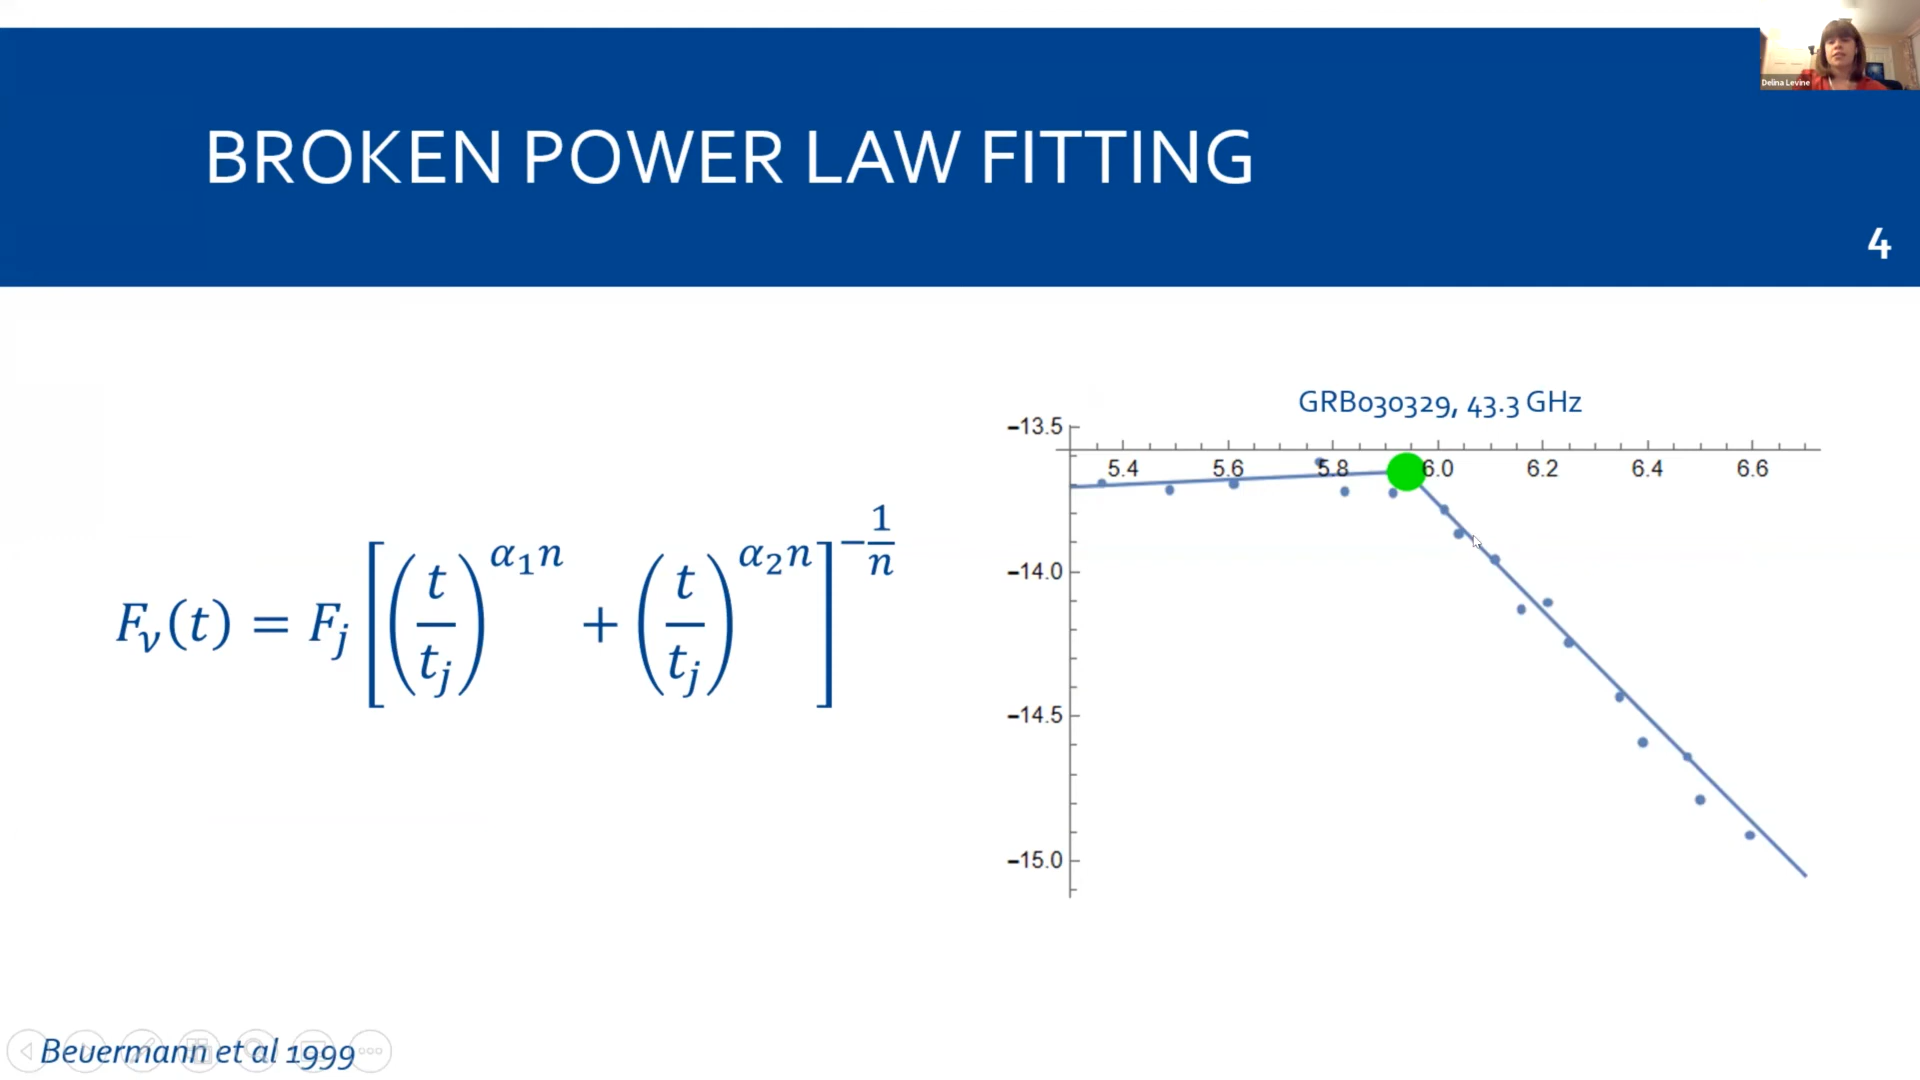 Delina Levine
BROKEN POWER LAW FITTING
4
GRB030329, 43.3 GHz
−13.5
5.4 5.6 5.8 6.0 6.2 6.4 6.6
−14.0
−14.5
−15.0
F_ν(t) = F_j [(t/t_j)^{α_1 n} + (t/t_j)^{α_2 n}]^{−1/n}
Beuermann et al 1999